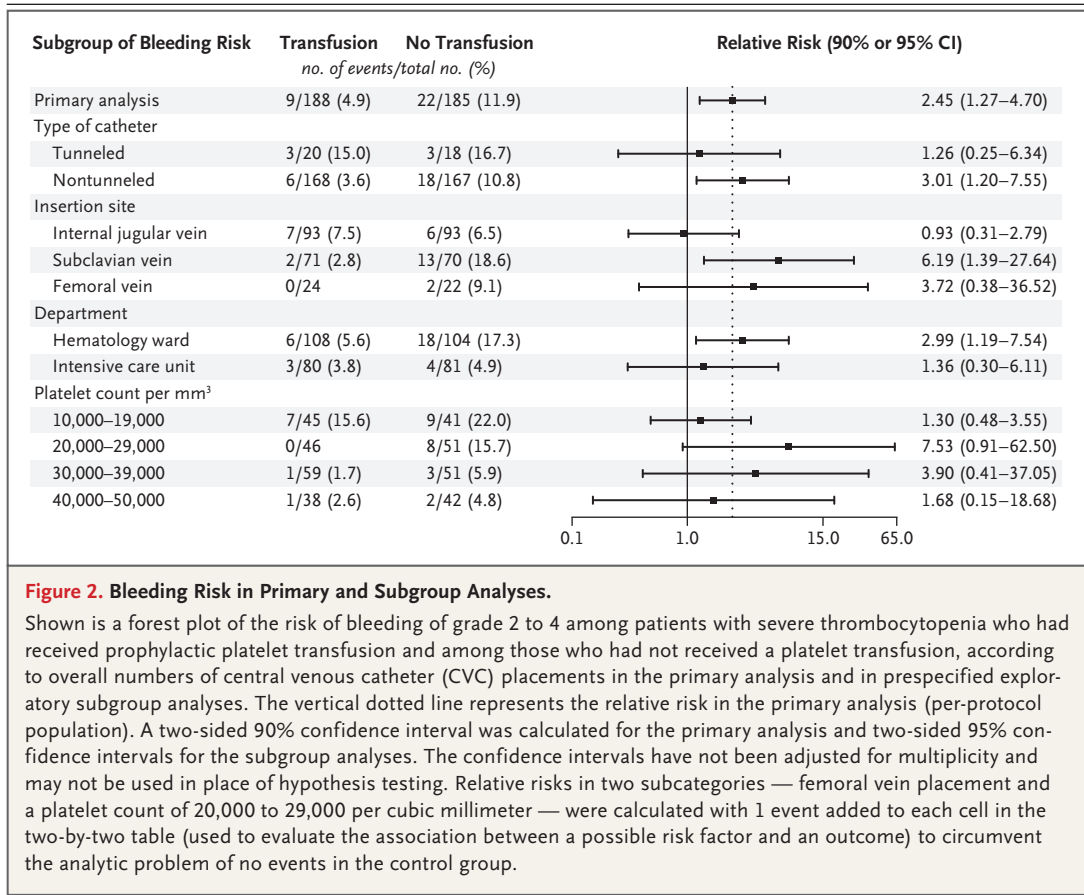 Subgroup of Bleeding Risk Transfusion No Transfusion Relative Risk (90% or 95% CI)
no. of events/total no. (%)
Primary analysis 9/188 (4.9) 22/185 (11.9) 2.45 (1.27–4.70)
Type of catheter
Tunneled 3/20 (15.0) 3/18 (16.7) 1.26 (0.25–6.34)
Nontunneled 6/168 (3.6) 18/167 (10.8) 3.01 (1.20–7.55)
Insertion site
Internal jugular vein 7/93 (7.5) 6/93 (6.5) 0.93 (0.31–2.79)
Subclavian vein 2/71 (2.8) 13/70 (18.6) 6.19 (1.39–27.64)
Femoral vein 0/24 2/22 (9.1) 3.72 (0.38–36.52)
Department
Hematology ward 6/108 (5.6) 18/104 (17.3) 2.99 (1.19–7.54)
Intensive care unit 3/80 (3.8) 4/81 (4.9) 1.36 (0.30–6.11)
Platelet count per mm³
10,000–19,000 7/45 (15.6) 9/41 (22.0) 1.30 (0.48–3.55)
20,000–29,000 0/46 8/51 (15.7) 7.53 (0.91–62.50)
30,000–39,000 1/59 (1.7) 3/51 (5.9) 3.90 (0.41–37.05)
40,000–50,000 1/38 (2.6) 2/42 (4.8) 1.68 (0.15–18.68)
0.1 1.0 15.0 65.0
Figure 2. Bleeding Risk in Primary and Subgroup Analyses.
Shown is a forest plot of the risk of bleeding of grade 2 to 4 among patients with severe thrombocytopenia who had
received prophylactic platelet transfusion and among those who had not received a platelet transfusion, according
to overall numbers of central venous catheter (CVC) placements in the primary analysis and in prespecified explor-
atory subgroup analyses. The vertical dotted line represents the relative risk in the primary analysis (per-protocol
population). A two-sided 90% confidence interval was calculated for the primary analysis and two-sided 95% con-
fidence intervals for the subgroup analyses. The confidence intervals have not been adjusted for multiplicity and
may not be used in place of hypothesis testing. Relative risks in two subcategories — femoral vein placement and
a platelet count of 20,000 to 29,000 per cubic millimeter — were calculated with 1 event added to each cell in the
two-by-two table (used to evaluate the association between a possible risk factor and an outcome) to circumvent
the analytic problem of no events in the control group.